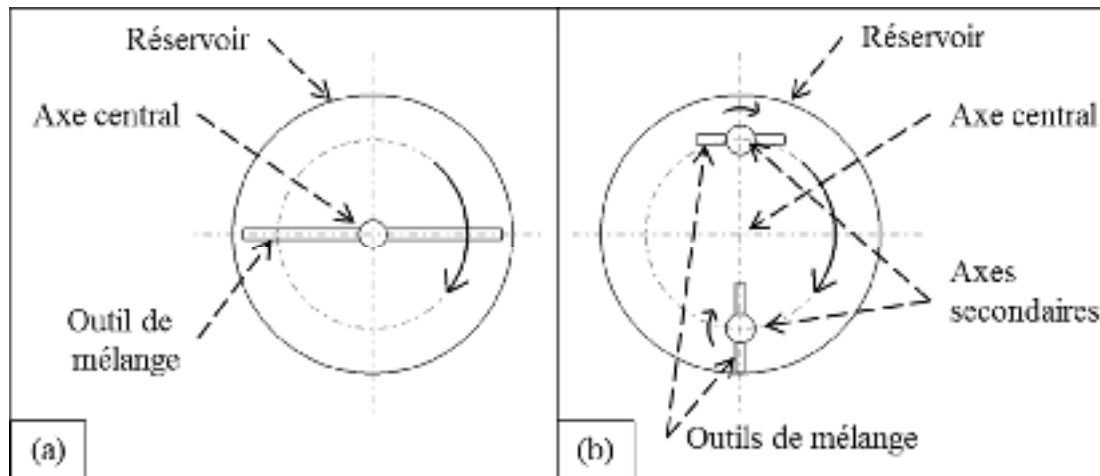 Réservoir
Axe central
Outil de
mélange
(a)
Réservoir
Axe central
Axes
secondaires
Outils de mélange
(b)